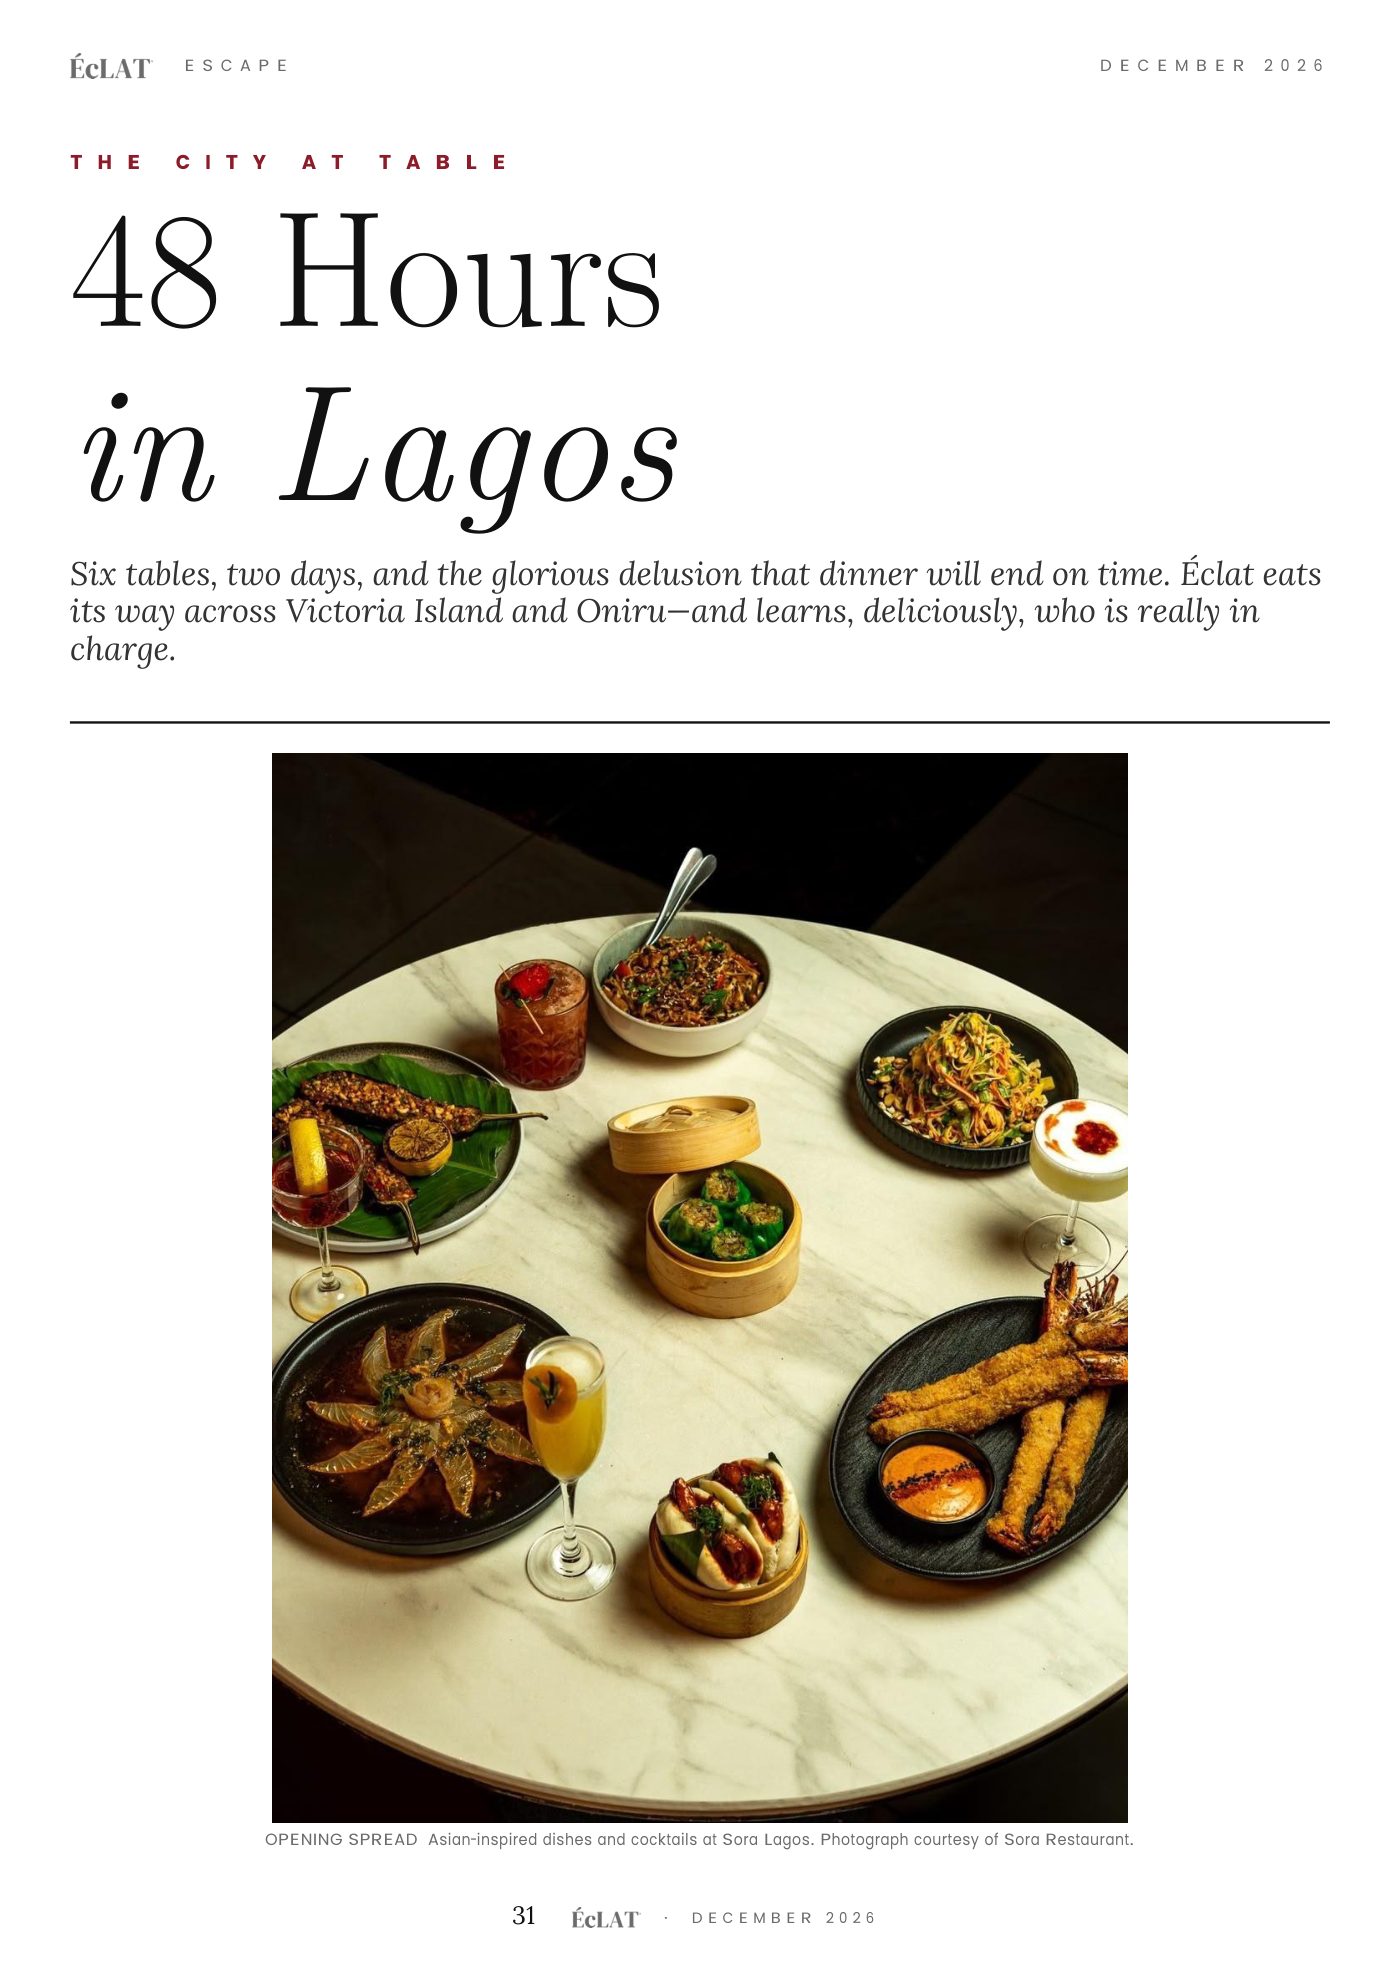 ÉcLAT ESCAPE DECEMBER 2026
THE CITY AT TABLE
48 Hours
in Lagos
Six tables, two days, and the glorious delusion that dinner will end on time. Éclat eats
its way across Victoria Island and Oniru—and learns, deliciously, who is really in
charge.
OPENING SPREAD Asian-inspired dishes and cocktails at Sora Lagos. Photograph courtesy of Sora Restaurant.
31 ÉcLAT · DECEMBER 2026